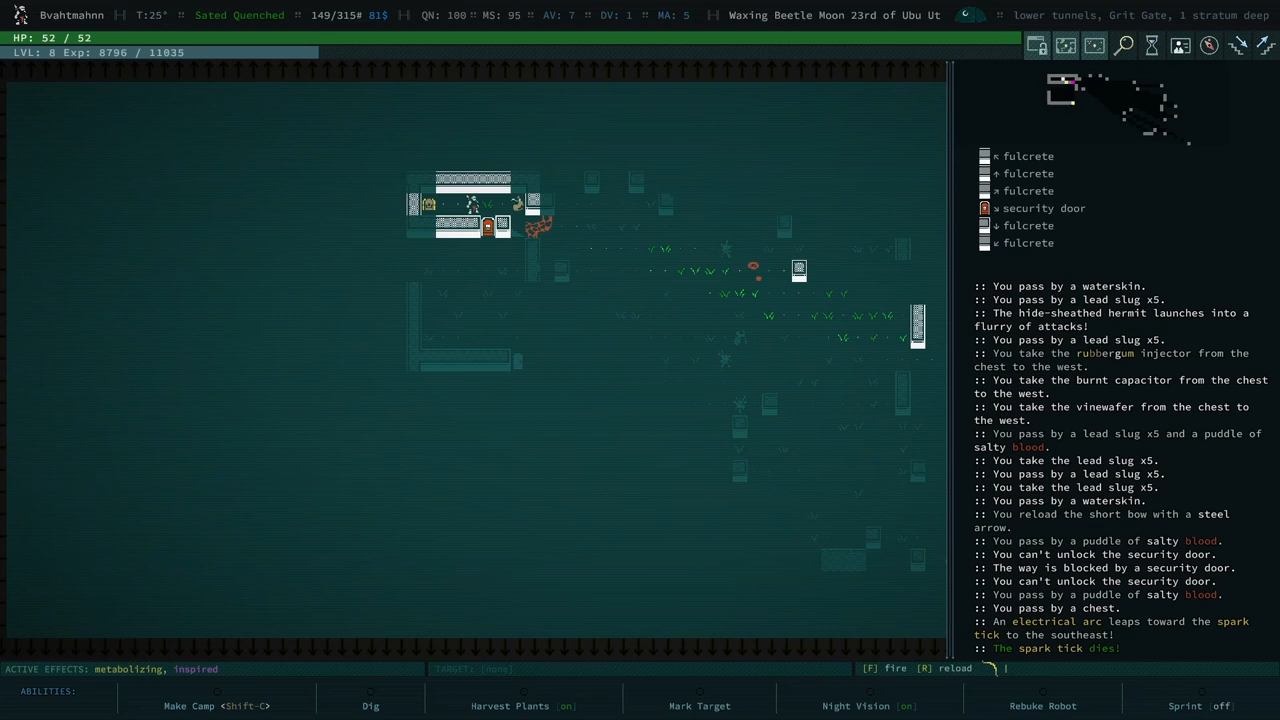 Bvahtmahnn T:25° :: Sated Quenched :: 149/315# 81$ QN: 100 :: MS: 95 :: AV: 7 :: DV: 1 :: MA: 5 Waxing Beetle Moon 23rd of Ubu Ut :: lower tunnels, Grit Gate, 1 stratum deep
HP: 52 / 52
LVL: 8 Exp: 8796 / 11035
↖ fulcrete
↑ fulcrete
↗ fulcrete
↘ security door
↓ fulcrete
↙ fulcrete
:: You pass by a waterskin.
:: You pass by a lead slug x5.
:: The hide-sheathed hermit launches into a
flurry of attacks!
:: You pass by a lead slug x5.
:: You take the rubbergum injector from the
chest to the west.
:: You take the burnt capacitor from the chest
to the west.
:: You take the vinewafer from the chest to
the west.
:: You pass by a lead slug x5 and a puddle of
salty blood.
:: You take the lead slug x5.
:: You pass by a lead slug x5.
:: You take the lead slug x5.
:: You pass by a waterskin.
:: You reload the short bow with a steel
arrow.
:: You pass by a puddle of salty blood.
:: You can't unlock the security door.
:: The way is blocked by a security door.
:: You can't unlock the security door.
:: You pass by a puddle of salty blood.
:: You pass by a chest.
:: An electrical arc leaps toward the spark
tick to the southeast!
:: The spark tick dies!
ACTIVE EFFECTS: metabolizing, inspired TARGET: [none] [F] fire [R] reload
ABILITIES: Make Camp <Shift-C> Dig Harvest Plants [on] Mark Target Night Vision [on] Rebuke Robot Sprint [off]